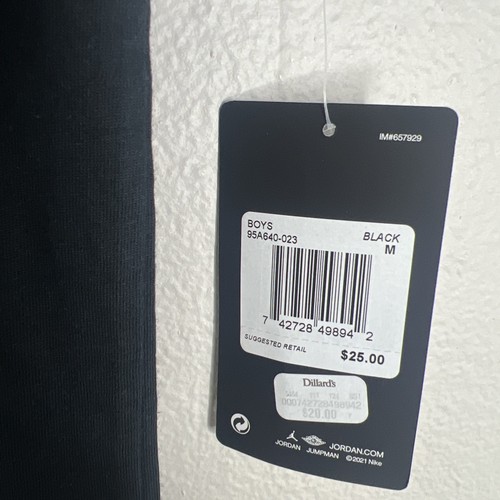 IM#657929
BOYS
95A640-023 BLACK
M
7 42728 49894 2
SUGGESTED RETAIL $25.00
Dillard's
000742728498942
$20.00
JORDAN JUMPMAN JORDAN.COM
©2021 Nike